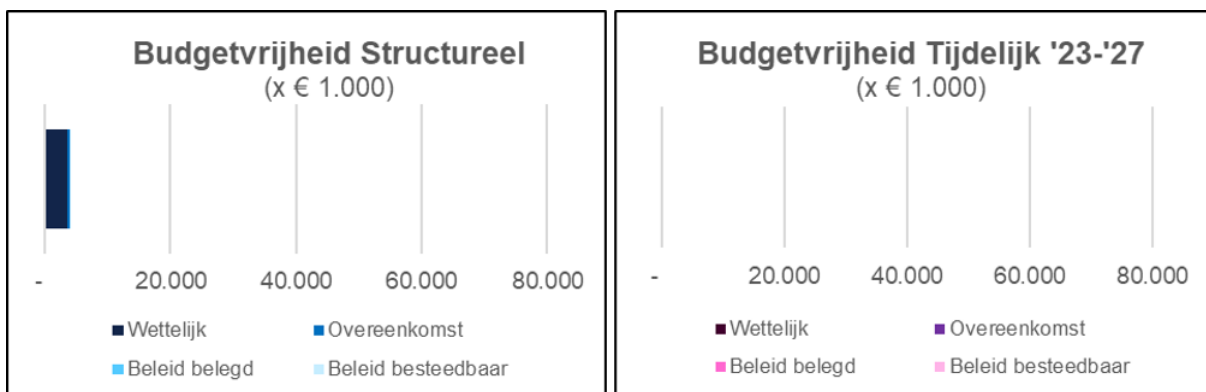 Budgetvrijheid Structureel
(x € 1.000)
-
20.000
40.000
60.000
80.000
Wettelijk
Overeenkomst
Beleid belegd
Beleid besteedbaar
Budgetvrijheid Tijdelijk '23-'27
(x € 1.000)
-
20.000
40.000
60.000
80.000
Wettelijk
Overeenkomst
Beleid belegd
Beleid besteedbaar